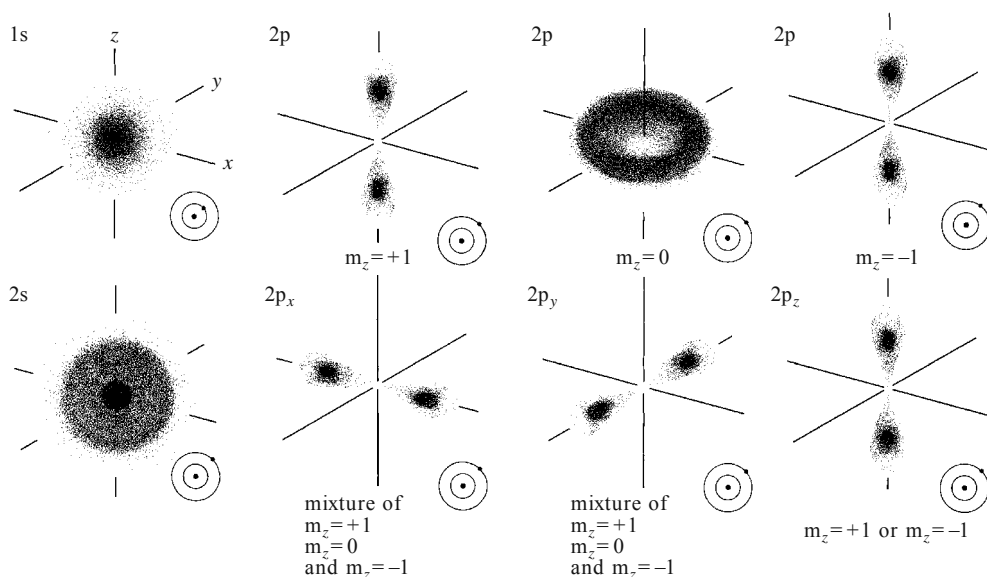 1s
z
y
x
2p
m_z=+1
2p
m_z=0
2p
m_z=–1
2s
2p_x
mixture of
m_z=+1
m_z=0
and m_z=–1
2p_y
mixture of
m_z=+1
m_z=0
and m_z=–1
2p_z
m_z=+1 or m_z=–1